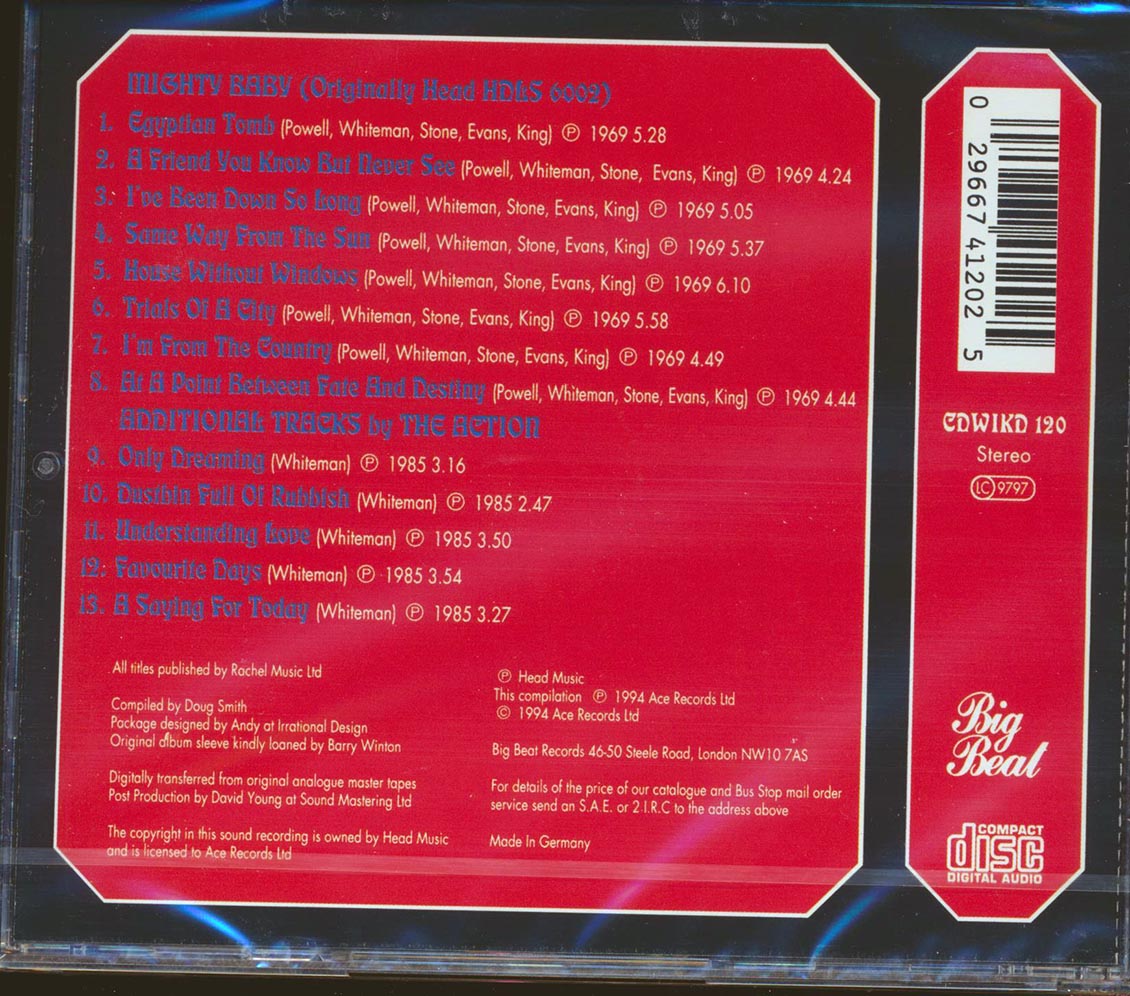 MIGHTY BABY (Originally Head HDLS 6002)
1. Egyptian Tomb (Powell, Whiteman, Stone, Evans, King) Ⓟ 1969 5.28
2. A Friend You Know But Never See (Powell, Whiteman, Stone, Evans, King) Ⓟ 1969 4.24
3. I've Been Down So Long (Powell, Whiteman, Stone, Evans, King) Ⓟ 1969 5.05
4. Same Way From The Sun (Powell, Whiteman, Stone, Evans, King) Ⓟ 1969 5.37
5. House Without Windows (Powell, Whiteman, Stone, Evans, King) Ⓟ 1969 6.10
6. Trials Of A City (Powell, Whiteman, Stone, Evans, King) Ⓟ 1969 5.58
7. I'm From The Country (Powell, Whiteman, Stone, Evans, King) Ⓟ 1969 4.49
8. At A Point Between Fate And Destiny (Powell, Whiteman, Stone, Evans, King) Ⓟ 1969 4.44
ADDITIONAL TRACKS by THE ACTION
9. Only Dreaming (Whiteman) Ⓟ 1985 3.16
10. Dustbin Full Of Rubbish (Whiteman) Ⓟ 1985 2.47
11. Understanding Love (Whiteman) Ⓟ 1985 3.50
12. Favourite Days (Whiteman) Ⓟ 1985 3.54
13. A Saying For Today (Whiteman) Ⓟ 1985 3.27
All titles published by Rachel Music Ltd
Compiled by Doug Smith
Package designed by Andy at Irrational Design
Original album sleeve kindly loaned by Barry Winton
Digitally transferred from original analogue master tapes
Post Production by David Young at Sound Mastering Ltd
The copyright in this sound recording is owned by Head Music
and is licensed to Ace Records Ltd
Ⓟ Head Music
This compilation Ⓟ 1994 Ace Records Ltd
© 1994 Ace Records Ltd
Big Beat Records 46-50 Steele Road, London NW10 7AS
For details of the price of our catalogue and Bus Stop mail order
service send an S.A.E. or 2 I.R.C to the address above
Made In Germany
0 29667 41202 5
CDWIKD 120
Stereo
LC 9797
Big
Beat
COMPACT
disc
DIGITAL AUDIO